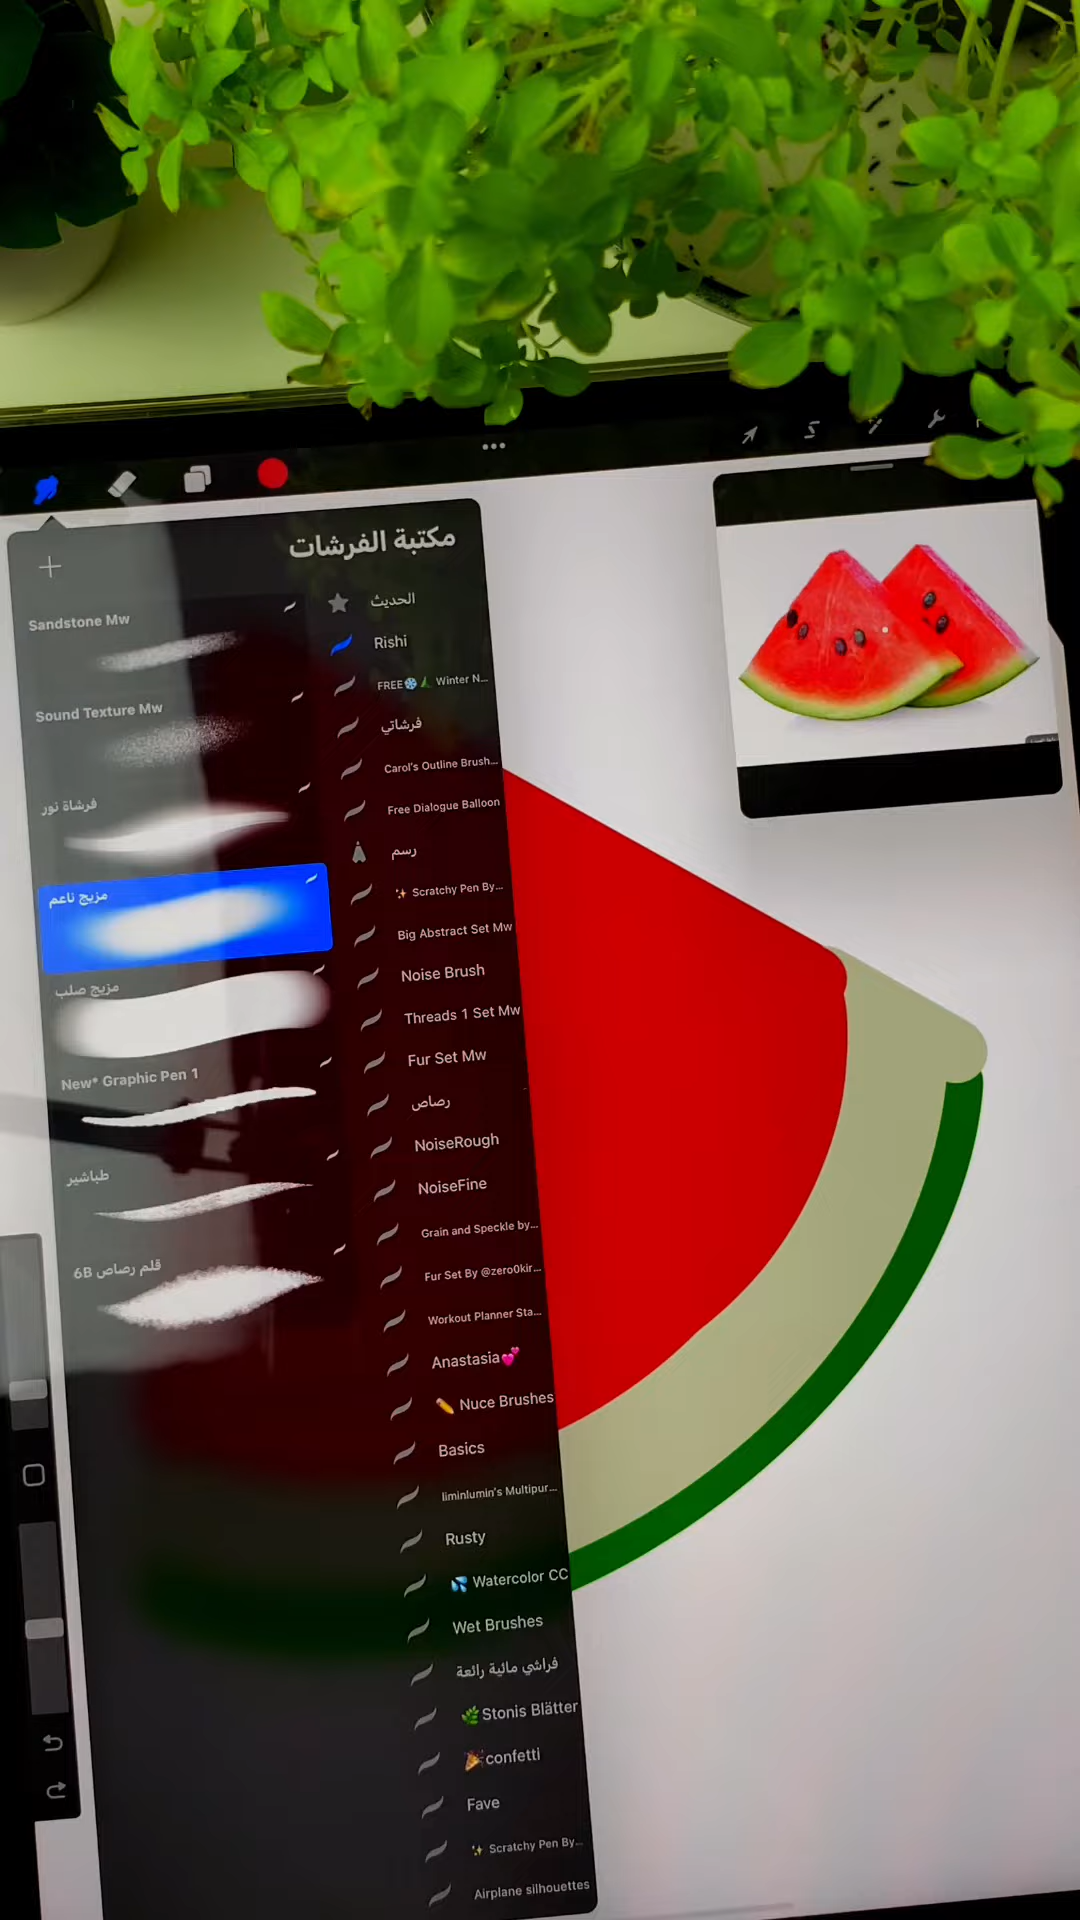 مكتبة الفرشات
Sandstone Mw
Sound Texture Mw
فرشاة نور
مزيج ناعم
مزيج صلب
New* Graphic Pen 1
طباشير
قلم رصاص 6B
الحديث
Rishi
FREE❄️ Winter N...
فرشاتي
Carol's Outline Brush...
Free Dialogue Balloon
رسم
✨ Scratchy Pen By...
Big Abstract Set Mw
Noise Brush
Threads 1 Set Mw
Fur Set Mw
رصاص
NoiseRough
NoiseFine
Grain and Speckle by...
Fur Set By @zero0kir...
Workout Planner Sta...
Anastasia💕
✏️ Nuce Brushes
Basics
liminlumin's Multipur...
Rusty
💦 Watercolor CC
Wet Brushes
فراشي مائية رائعة
🌿Stonis Blätter
🎉confetti
Fave
✨ Scratchy Pen By...
Airplane silhouettes